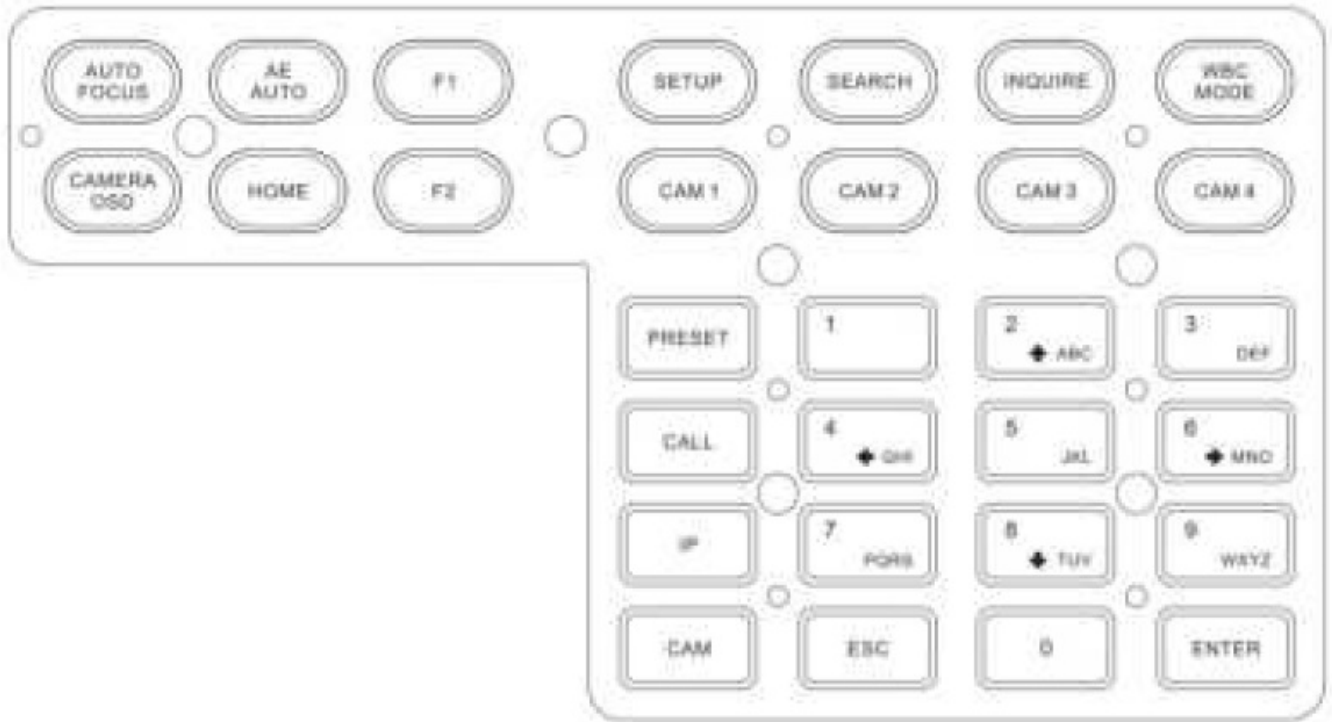 AUTO
FOCUS
AE
AUTO
F1
SETUP
SEARCH
INQUIRE
WBC
MODE
CAMERA
OSD
HOME
F2
CAM 1
CAM 2
CAM 3
CAM 4
PRESET
1
2
ABC
3
DEF
CALL
4
GHI
5
JKL
6
MNO
IP
7
PQRS
8
TUV
9
WXYZ
CAM
ESC
0
ENTER